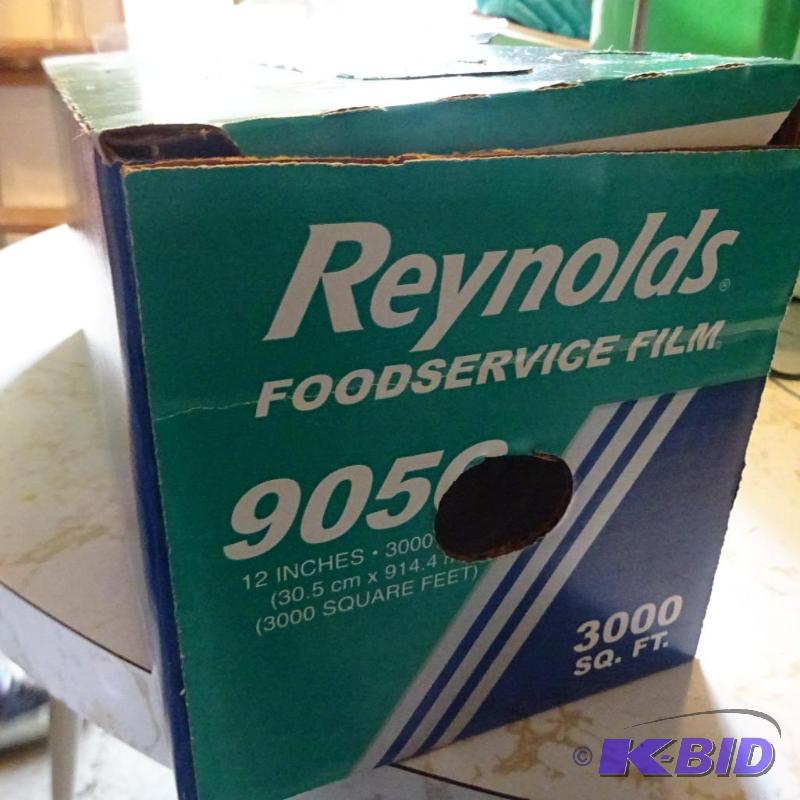 Reynolds®
FOODSERVICE FILM
905
12 INCHES • 3000
(30.5 cm x 914.4
(3000 SQUARE FEET)
3000
SQ. FT.
© K-BID